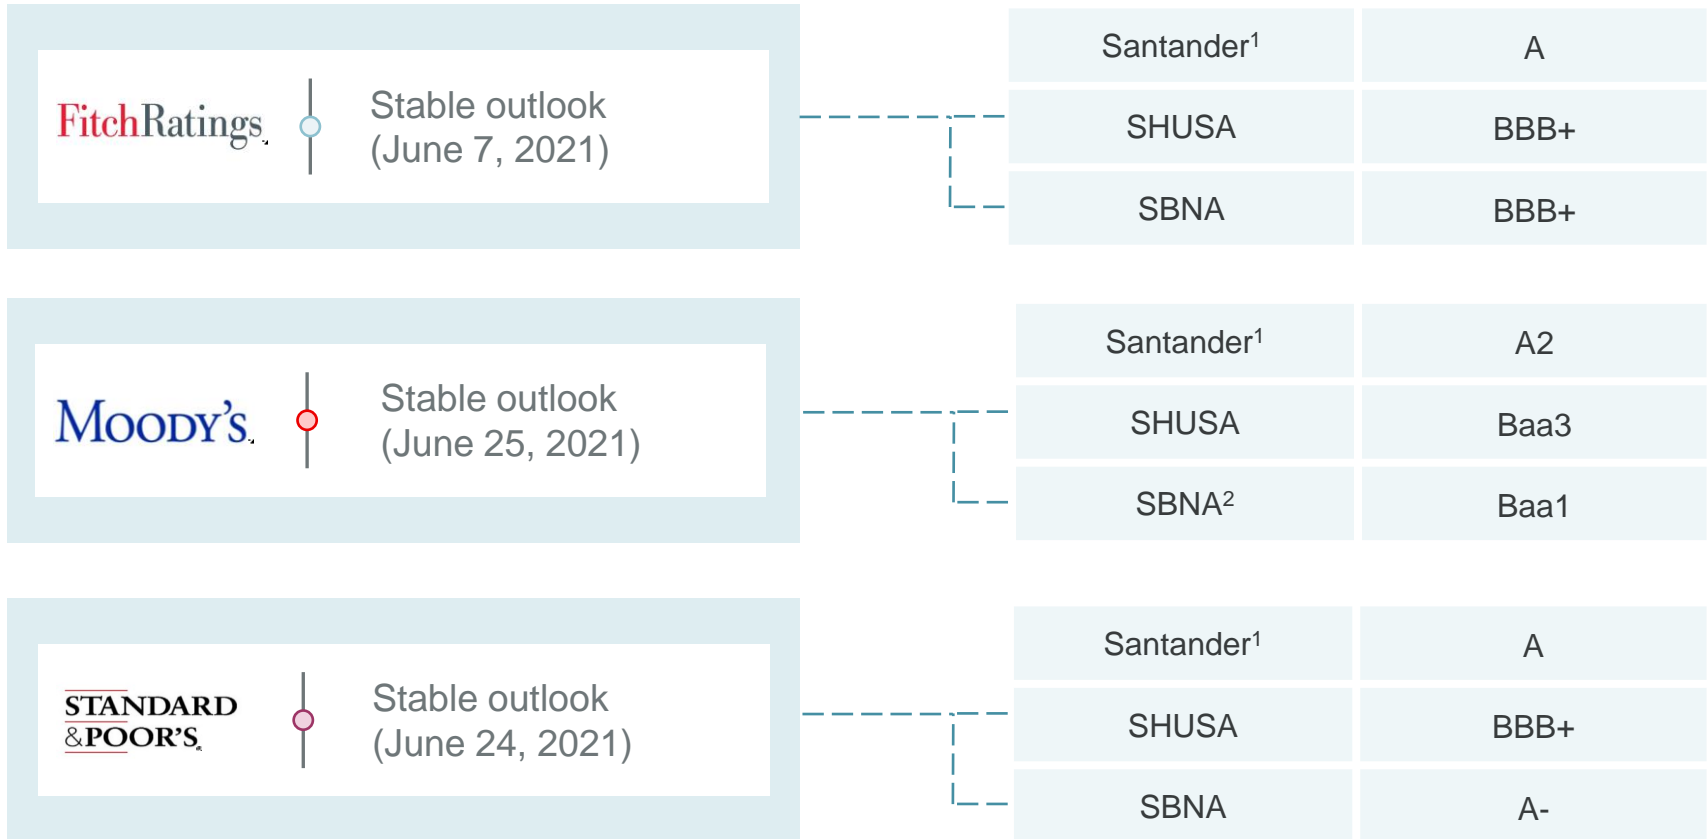 FitchRatings
Stable outlook
(June 7, 2021)
Santander¹ A
SHUSA BBB+
SBNA BBB+
MOODY'S
Stable outlook
(June 25, 2021)
Santander¹ A2
SHUSA Baa3
SBNA² Baa1
STANDARD
&POOR'S
Stable outlook
(June 24, 2021)
Santander¹ A
SHUSA BBB+
SBNA A-